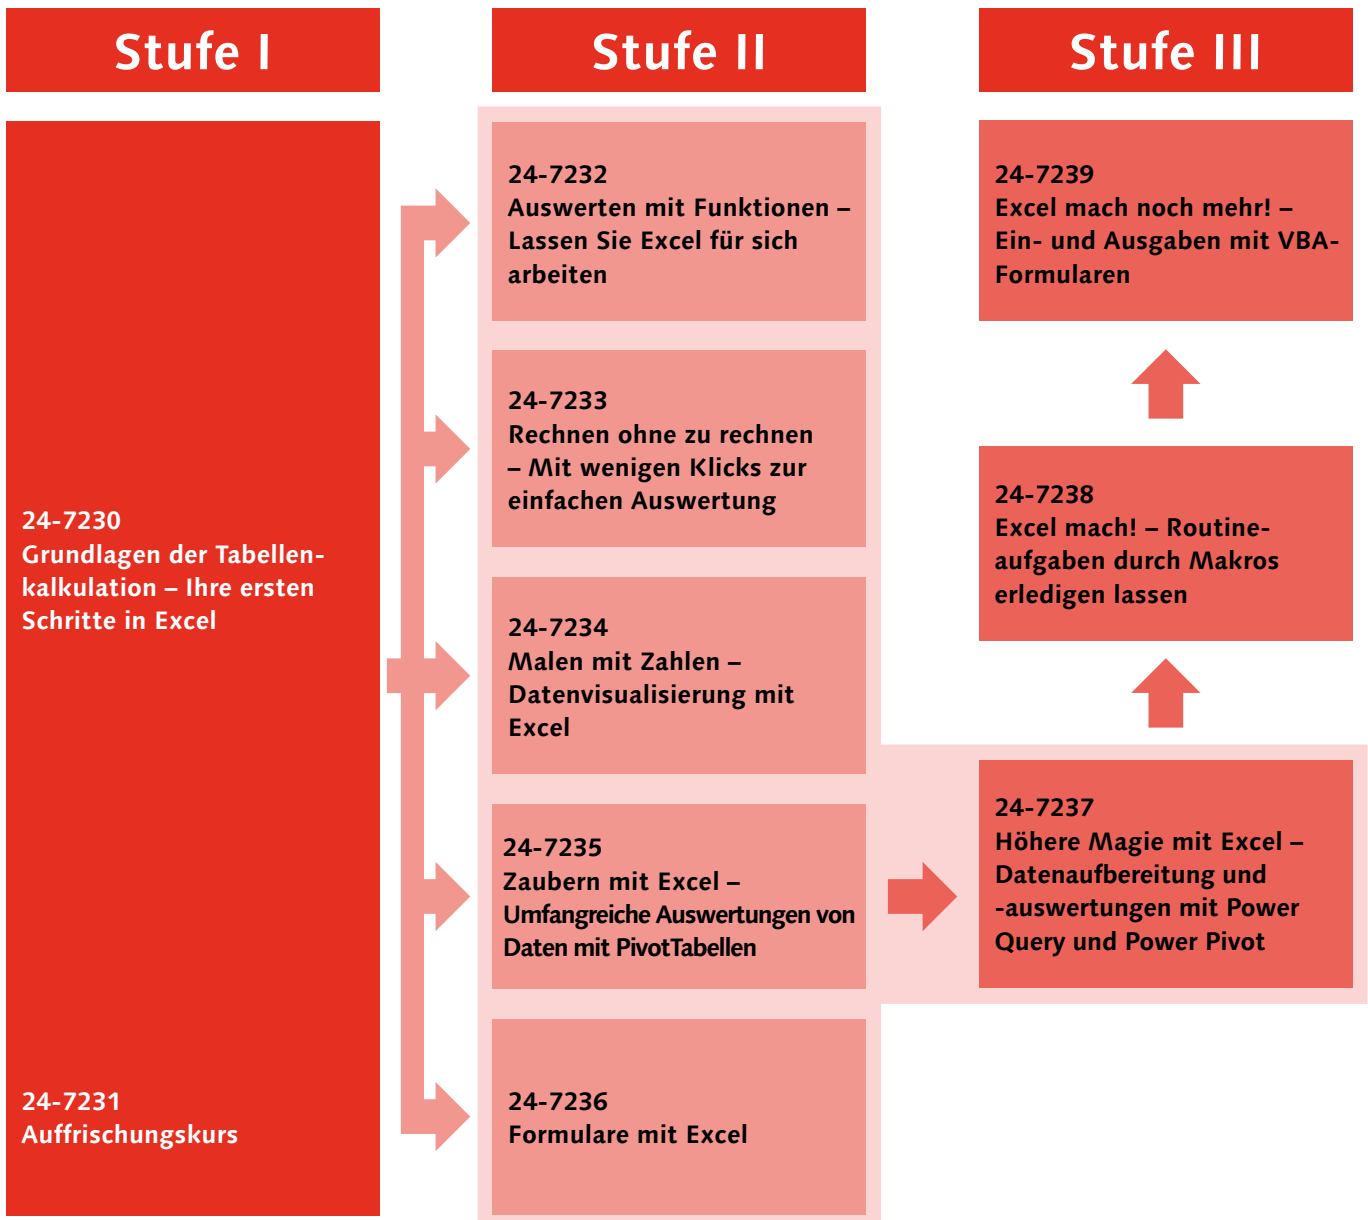 Stufe I
Stufe II
Stufe III
24-7230
Grundlagen der Tabellen-
kalkulation – Ihre ersten
Schritte in Excel
24-7231
Auffrischungskurs
24-7232
Auswerten mit Funktionen –
Lassen Sie Excel für sich
arbeiten
24-7233
Rechnen ohne zu rechnen
– Mit wenigen Klicks zur
einfachen Auswertung
24-7234
Malen mit Zahlen –
Datenvisualisierung mit
Excel
24-7235
Zaubern mit Excel –
Umfangreiche Auswertungen von
Daten mit PivotTabellen
24-7236
Formulare mit Excel
24-7239
Excel mach noch mehr! –
Ein- und Ausgaben mit VBA-
Formularen
24-7238
Excel mach! – Routine-
aufgaben durch Makros
erledigen lassen
24-7237
Höhere Magie mit Excel –
Datenaufbereitung und
-auswertungen mit Power
Query und Power Pivot